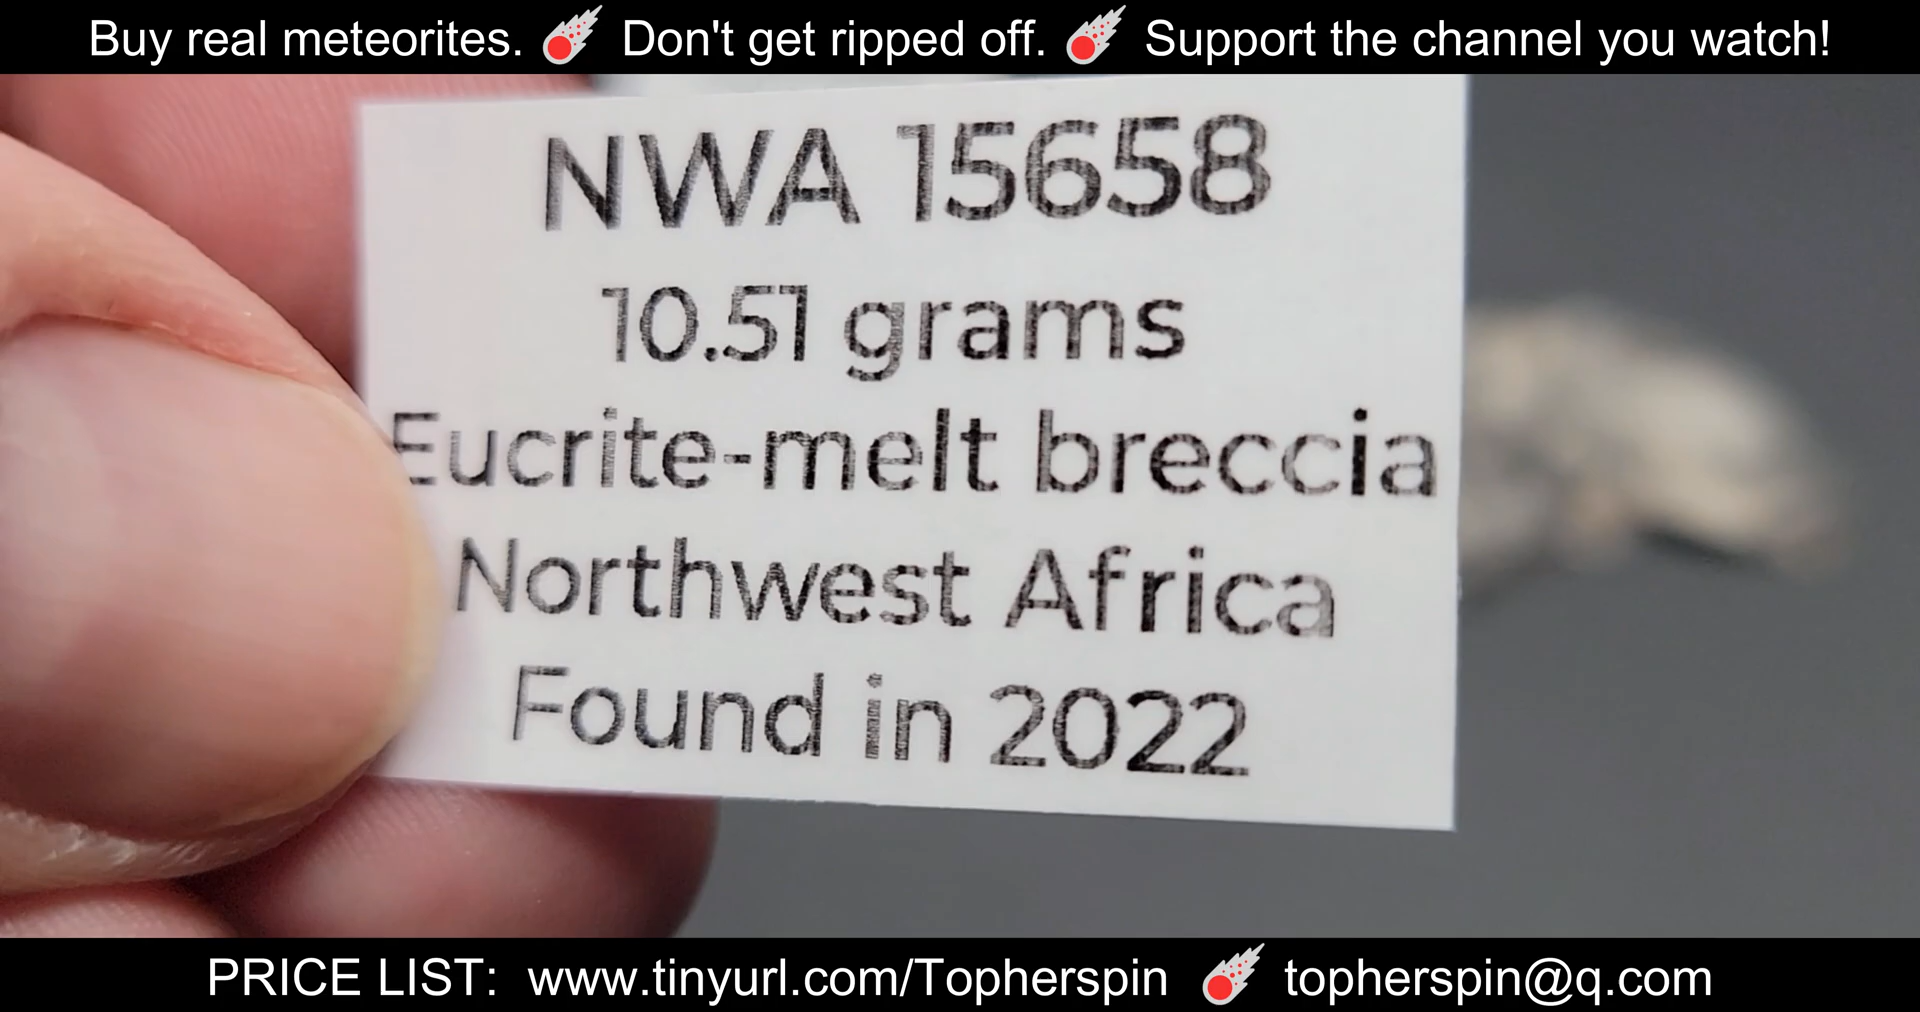 Buy real meteorites. Don't get ripped off. Support the channel you watch!
NWA 15658
10.51 grams
Eucrite-melt breccia
Northwest Africa
Found in 2022
PRICE LIST: www.tinyurl.com/Topherspin topherspin@q.com